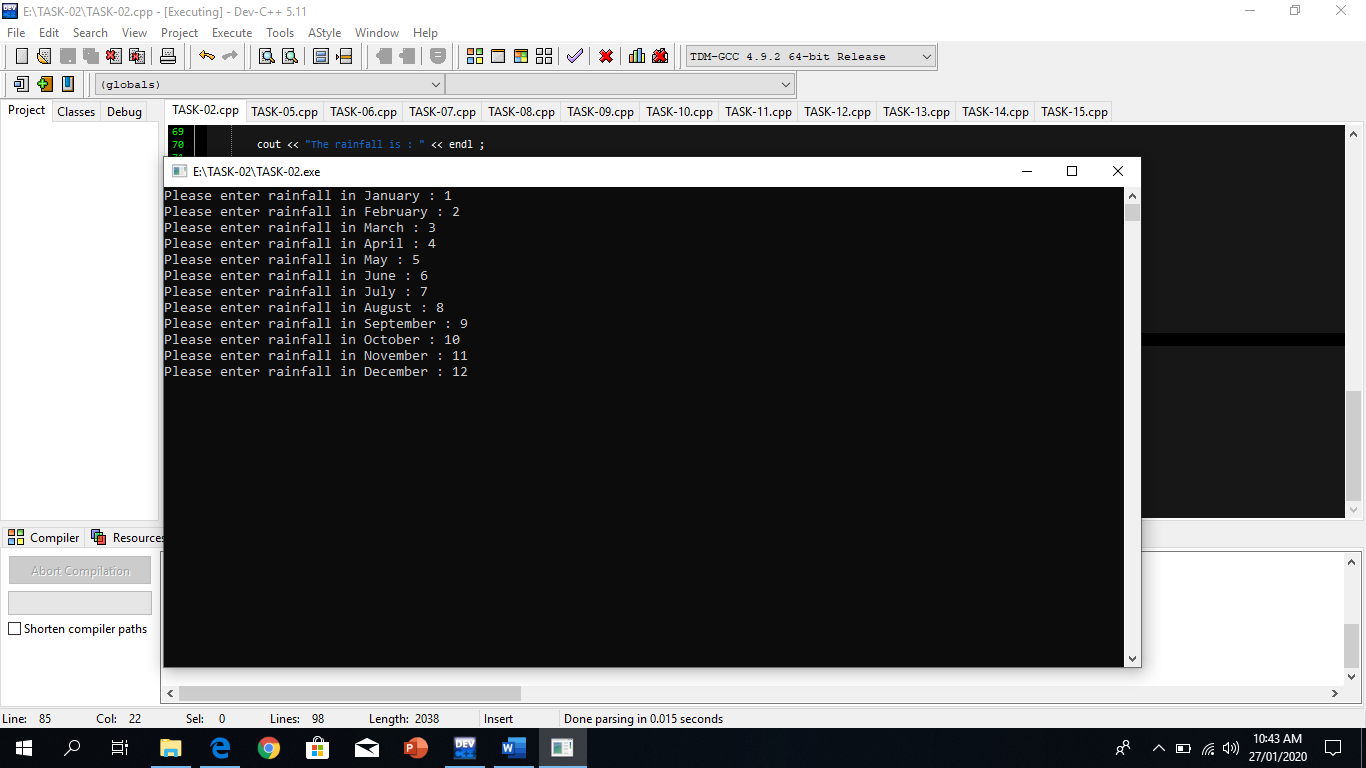 E:\TASK-02\TASK-02.cpp - [Executing] - Dev-C++ 5.11
File Edit Search View Project Execute Tools AStyle Window Help
TDM-GCC 4.9.2 64-bit Release
(globals)
Project Classes Debug
TASK-02.cpp TASK-05.cpp TASK-06.cpp TASK-07.cpp TASK-08.cpp TASK-09.cpp TASK-10.cpp TASK-11.cpp TASK-12.cpp TASK-13.cpp TASK-14.cpp TASK-15.cpp
69
70 cout << "The rainfall is : " << endl ;
E:\TASK-02\TASK-02.exe
Please enter rainfall in January : 1
Please enter rainfall in February : 2
Please enter rainfall in March : 3
Please enter rainfall in April : 4
Please enter rainfall in May : 5
Please enter rainfall in June : 6
Please enter rainfall in July : 7
Please enter rainfall in August : 8
Please enter rainfall in September : 9
Please enter rainfall in October : 10
Please enter rainfall in November : 11
Please enter rainfall in December : 12
Compiler Resources
Abort Compilation
Shorten compiler paths
Line: 85 Col: 22 Sel: 0 Lines: 98 Length: 2038 Insert Done parsing in 0.015 seconds
DEV
10:43 AM
27/01/2020